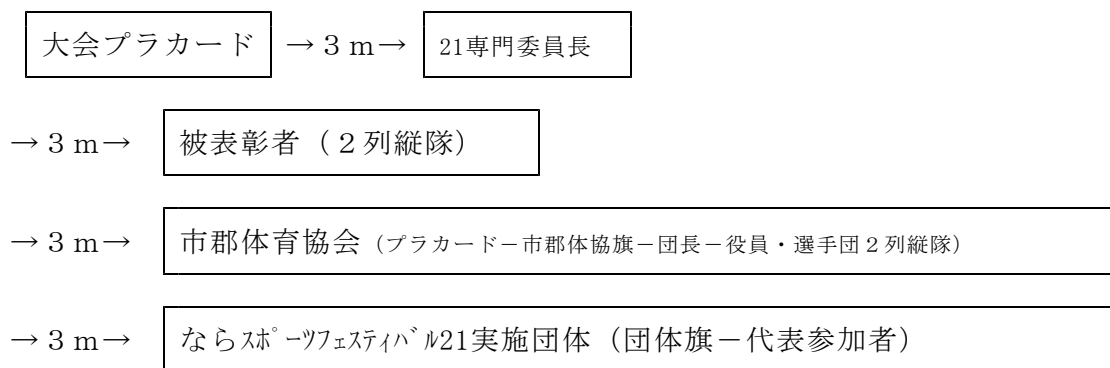 大会プラカード →３ｍ→ 21専門委員長
→３ｍ→ 被表彰者（２列縦隊）
→３ｍ→ 市郡体育協会（プラカード－市郡体協旗－団長－役員・選手団２列縦隊）
→３ｍ→ ならｽﾎﾟｰﾂﾌｪｽﾃｨﾊﾞﾙ21実施団体（団体旗－代表参加者）